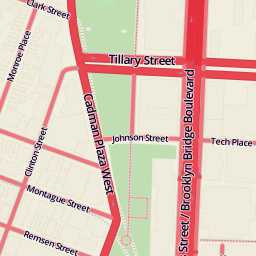 Clark Street
Monroe Place
Tillary Street
Cadman Plaza West
Clinton Street
Johnson Street
Tech Place
Street / Brooklyn Bridge Boulevard
Montague Street
Remsen Street